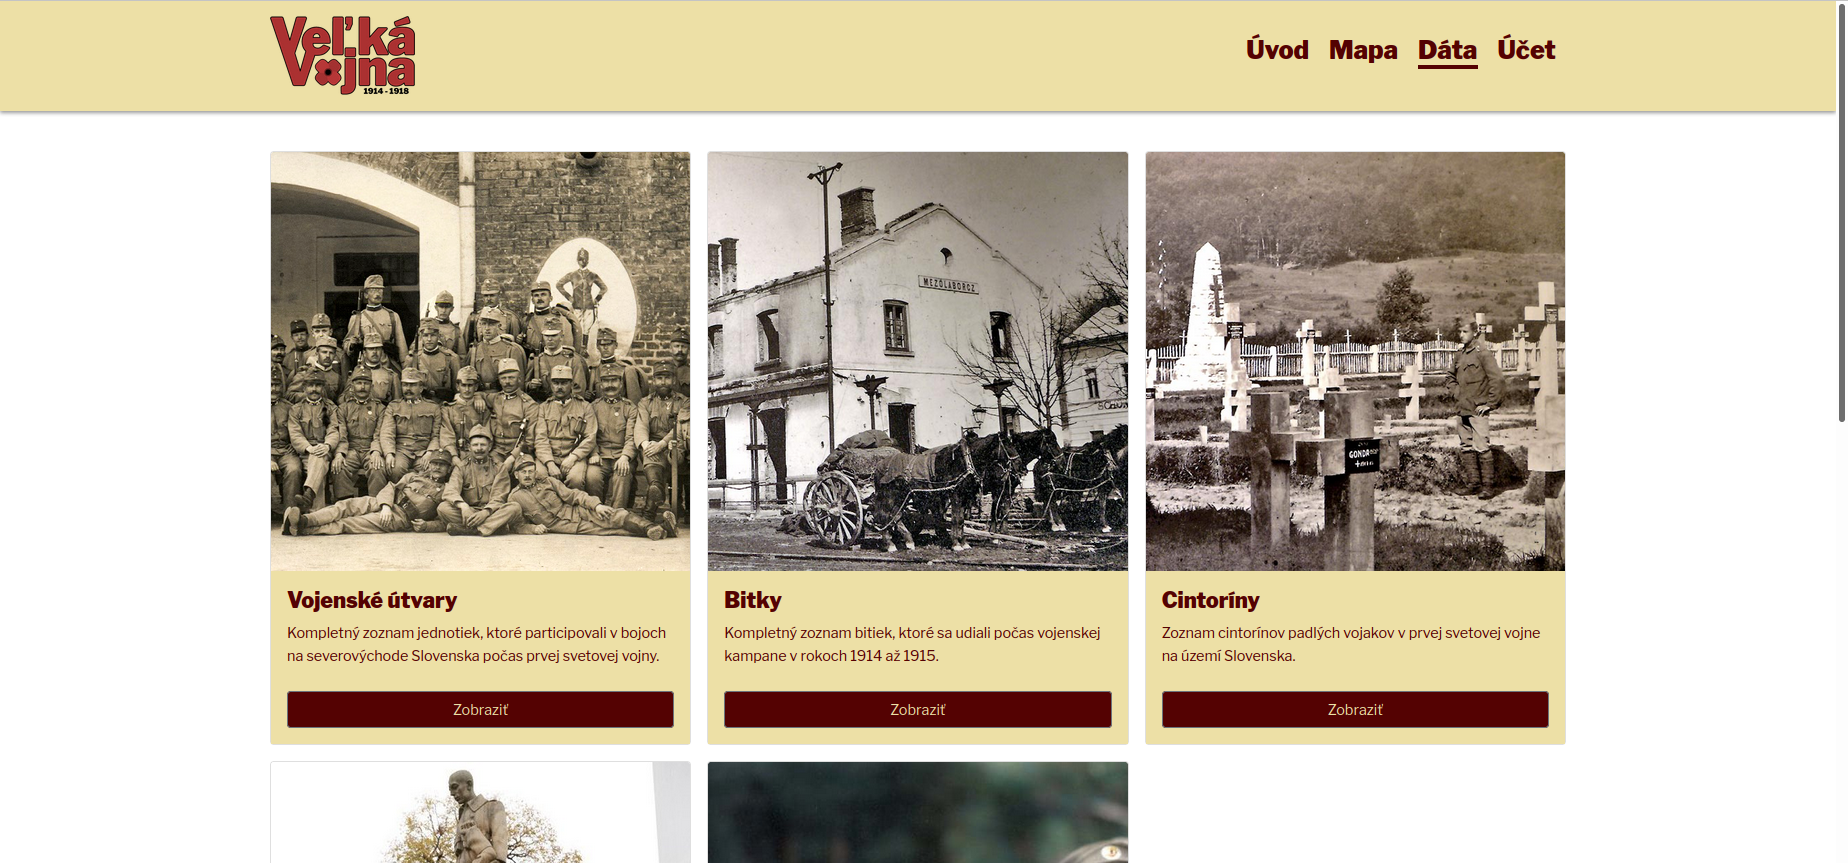 Veľká
Vojna
1914 - 1918
Úvod Mapa Dáta Účet
MEZŐLABORCZ
GONDA
Vojenské útvary
Kompletný zoznam jednotiek, ktoré participovali v bojoch
na severovýchode Slovenska počas prvej svetovej vojny.
Zobraziť
Bitky
Kompletný zoznam bitiek, ktoré sa udiali počas vojenskej
kampane v rokoch 1914 až 1915.
Zobraziť
Cintoríny
Zoznam cintorínov padlých vojakov v prvej svetovej vojne
na území Slovenska.
Zobraziť